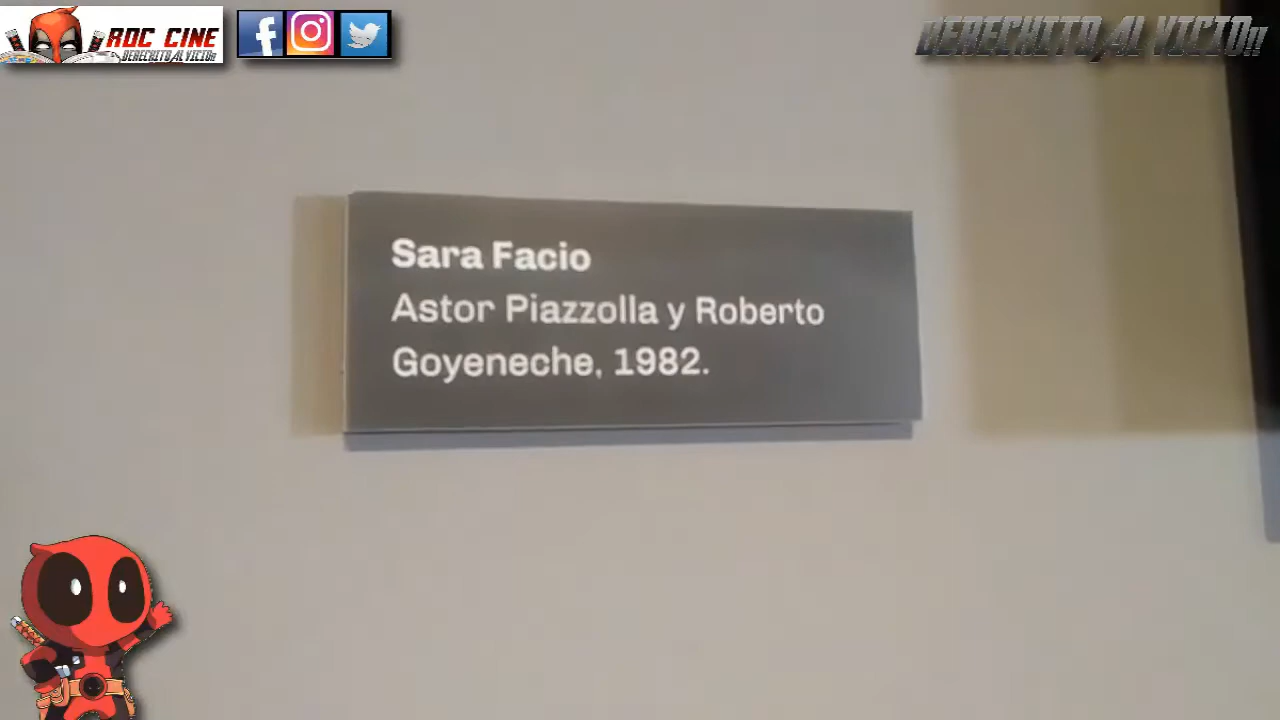 ROC CINE
DERECHITO AL VICIO!!
DERECHITO AL VICIO!!
Sara Facio
Astor Piazzolla y Roberto
Goyeneche, 1982.